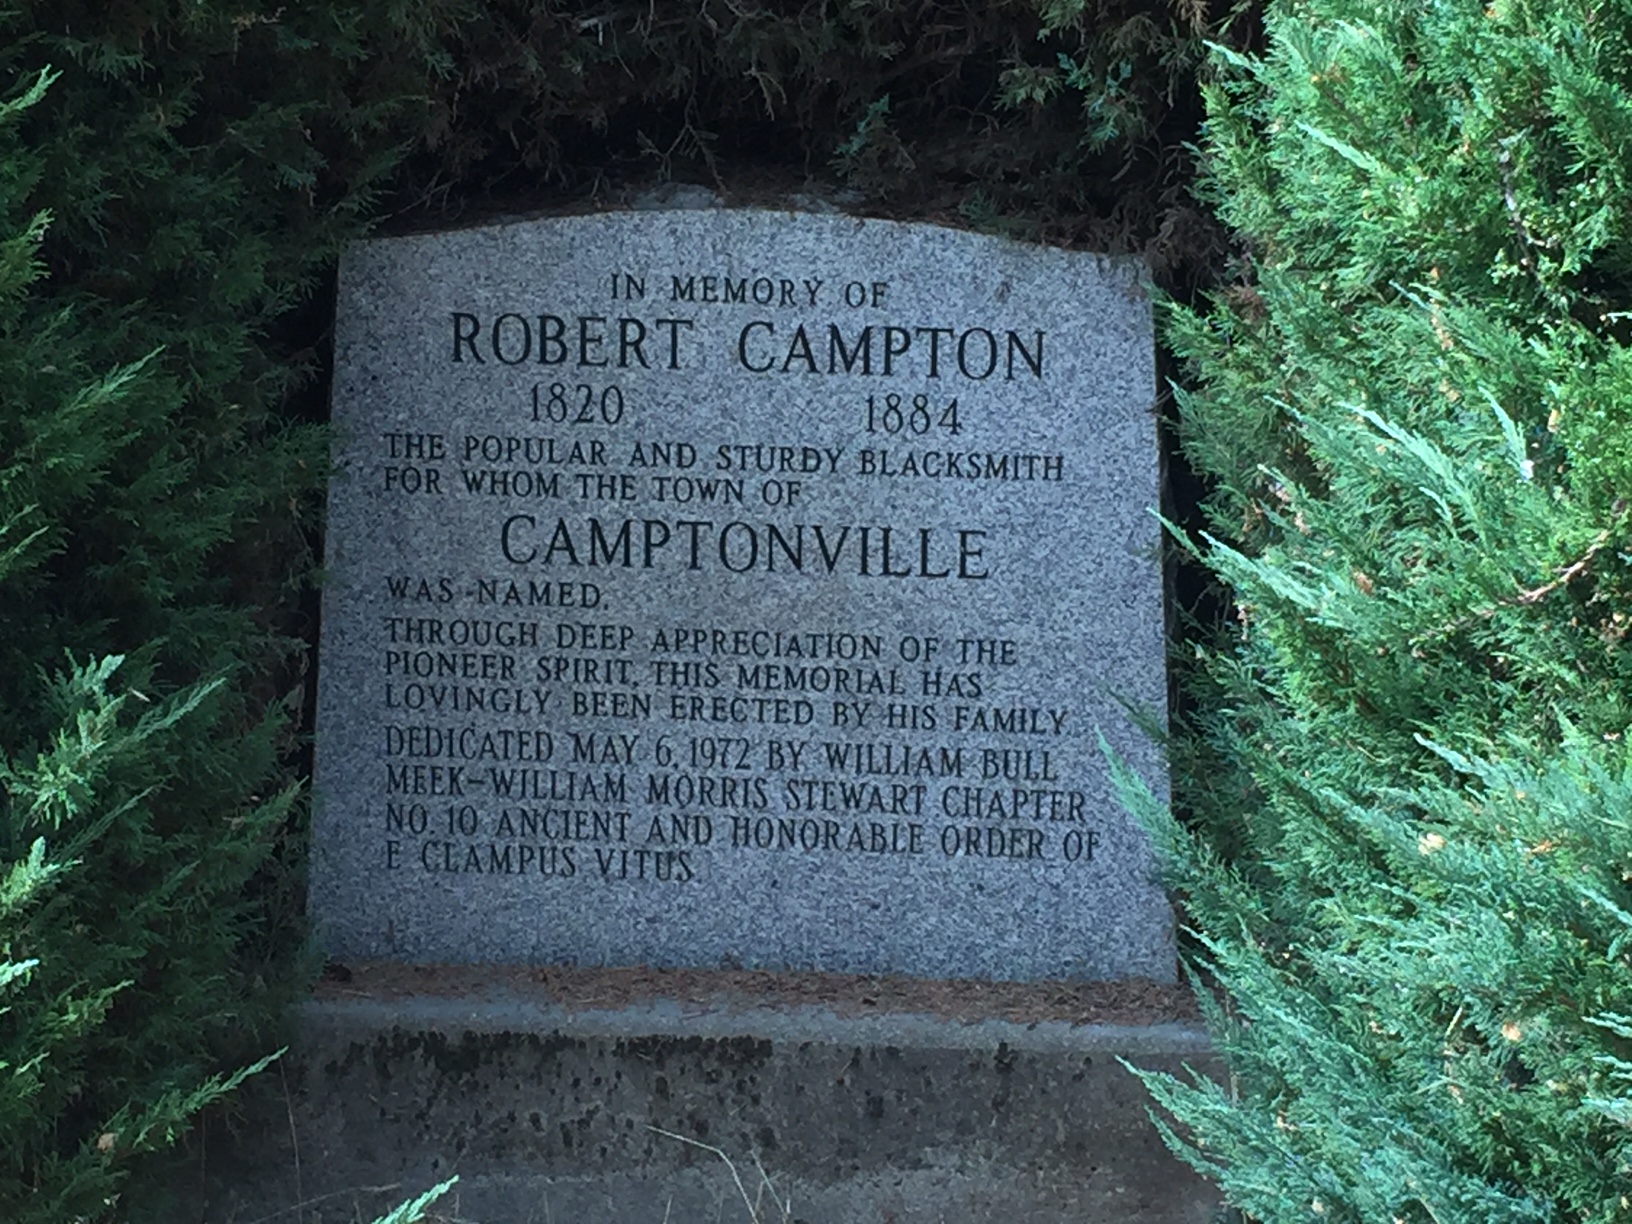 IN MEMORY OF
ROBERT CAMPTON
1820 1884
THE POPULAR AND STURDY BLACKSMITH
FOR WHOM THE TOWN OF
CAMPTONVILLE
WAS NAMED.
THROUGH DEEP APPRECIATION OF THE
PIONEER SPIRIT, THIS MEMORIAL HAS
LOVINGLY BEEN ERECTED BY HIS FAMILY
DEDICATED MAY 6, 1972 BY WILLIAM BULL
MEEK-WILLIAM MORRIS STEWART CHAPTER
NO. 10 ANCIENT AND HONORABLE ORDER OF
E CLAMPUS VITUS